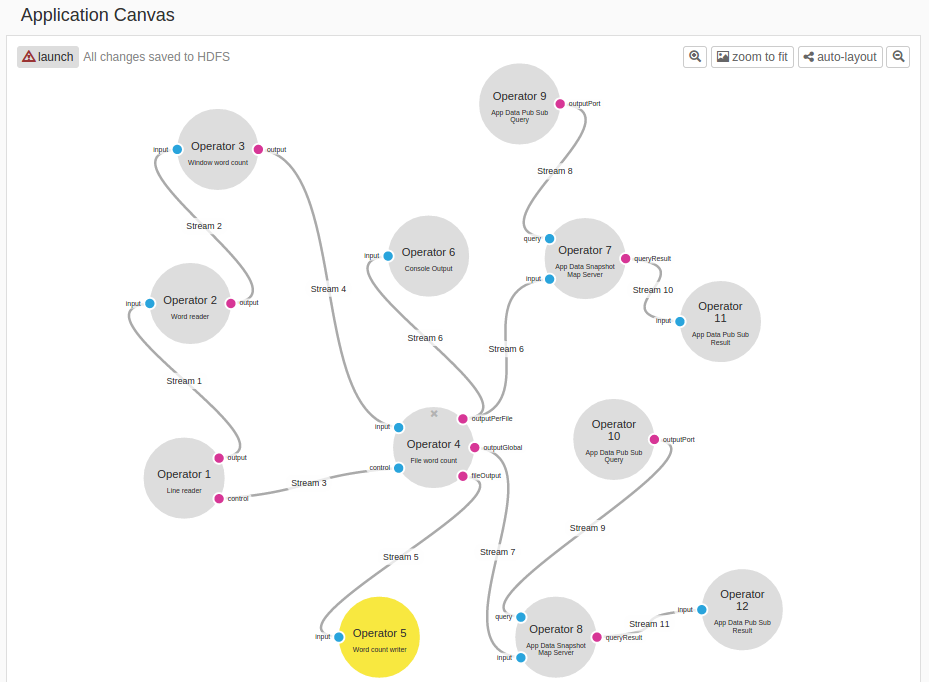 Application Canvas
launch
All changes saved to HDFS
zoom to fit
auto-layout
Operator 9
App Data Pub Sub
Query
outputPort
Operator 3
Window word count
input
output
Stream 8
Stream 2
query
Operator 7
App Data Snapshot
Map Server
input
queryResult
Operator 6
Console Output
input
Stream 4
Stream 10
Operator 2
Word reader
input
output
Operator
11
App Data Pub Sub
Result
input
Stream 6
Stream 6
Stream 1
Operator 4
File word count
input
control
outputPerFile
outputGlobal
fileOutput
Operator
10
App Data Pub Sub
Query
outputPort
Operator 1
Line reader
output
control
Stream 3
Stream 9
Stream 5
Stream 7
Operator 5
Word count writer
input
Operator 8
App Data Snapshot
Map Server
query
input
queryResult
Stream 11
Operator
12
App Data Pub Sub
Result
input